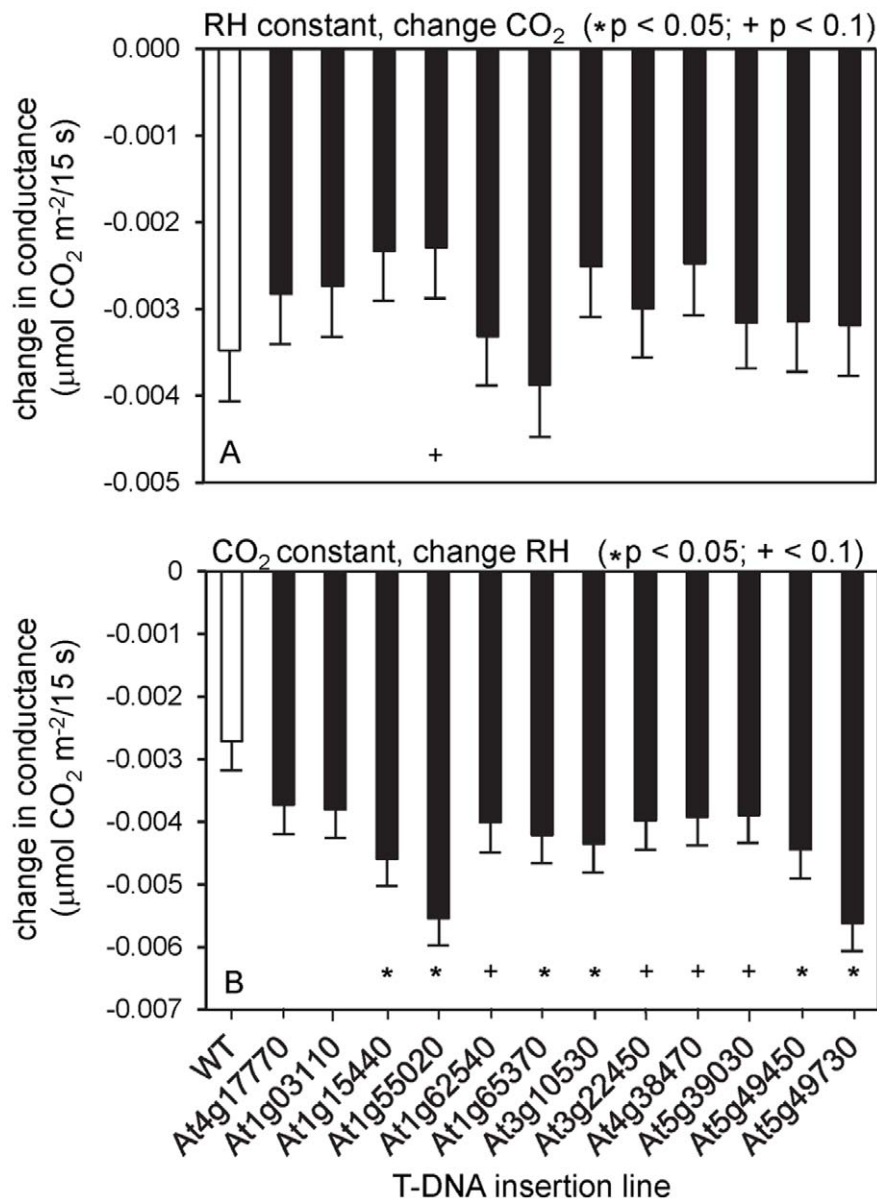 RH constant, change CO₂ (*p < 0.05; + p < 0.1)
0.000
-0.001
-0.002
-0.003
-0.004
-0.005
change in conductance
(µmol CO₂ m⁻²/15 s)
A
+
CO₂ constant, change RH (*p < 0.05; + < 0.1)
0
-0.001
-0.002
-0.003
-0.004
-0.005
-0.006
-0.007
change in conductance
(µmol CO₂ m⁻²/15 s)
B
* * + * * + + + * *
WT
At4g17770
At1g03110
At1g15440
At1g55020
At1g62540
At1g65370
At3g10530
At3g22450
At4g38470
At5g39030
At5g49450
At5g49730
T-DNA insertion line